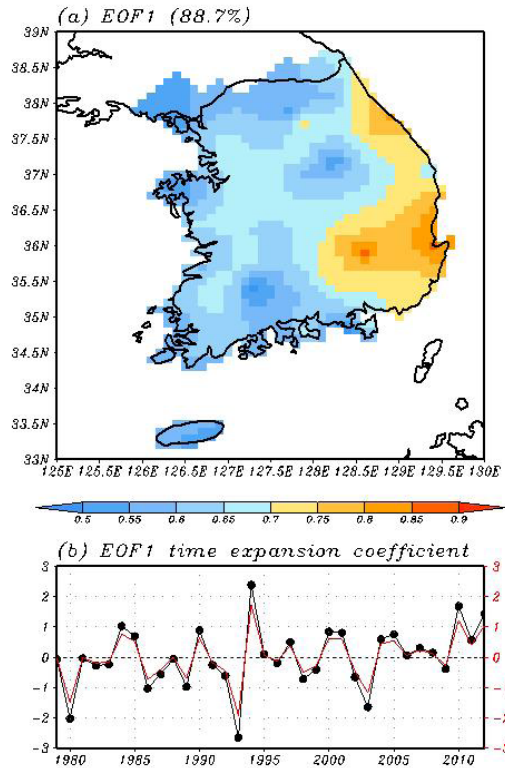 (a) EOF1 (88.7%)
39N
38.5N
38N
37.5N
37N
36.5N
36N
35.5N
35N
34.5N
34N
33.5N
33N
125E 125.5E 126E 126.5E 127E 127.5E 128E 128.5E 129E 129.5E 130E
0.5 0.55 0.6 0.65 0.7 0.75 0.8 0.85 0.9
(b) EOF1 time expansion coefficient
3 3
2 2
1 1
0 0
-1 -1
-2 -2
-3 -3
1980 1985 1990 1995 2000 2005 2010